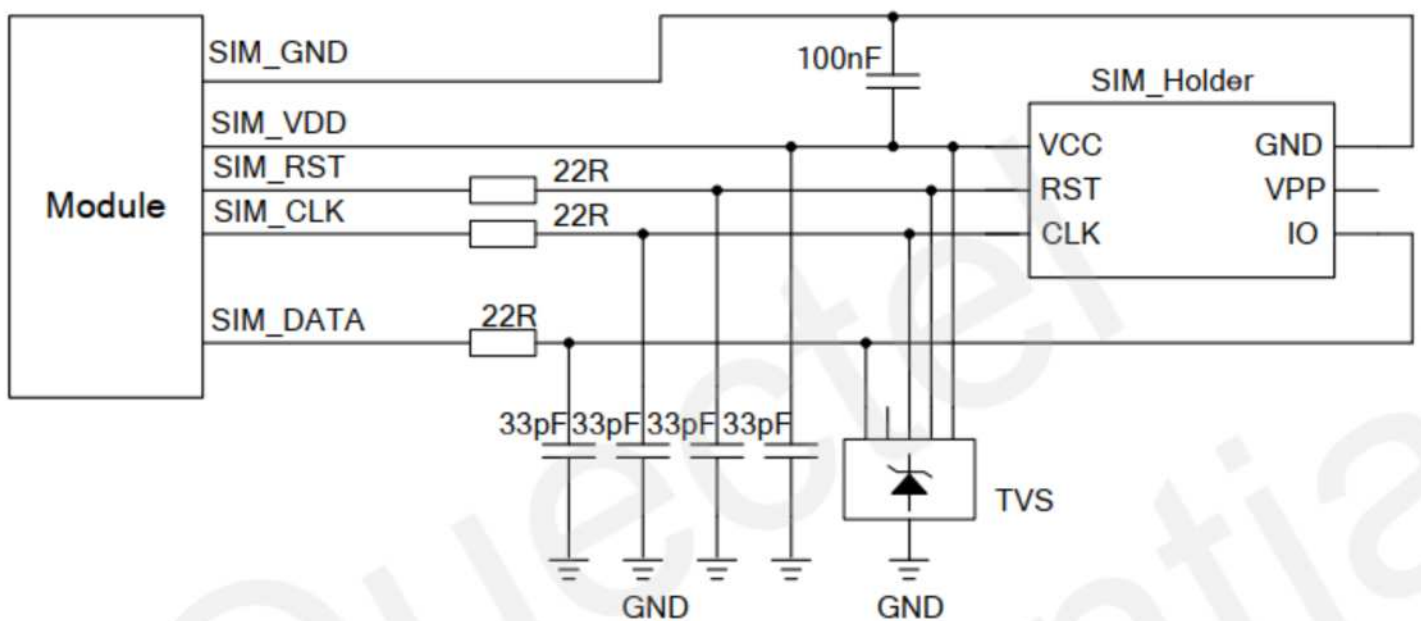 SIM_GND
100nF
SIM_Holder
SIM_VDD
VCC GND
SIM_RST 22R
RST VPP
Module
SIM_CLK 22R
CLK IO
SIM_DATA 22R
33pF 33pF 33pF 33pF
TVS
GND GND
Quectel